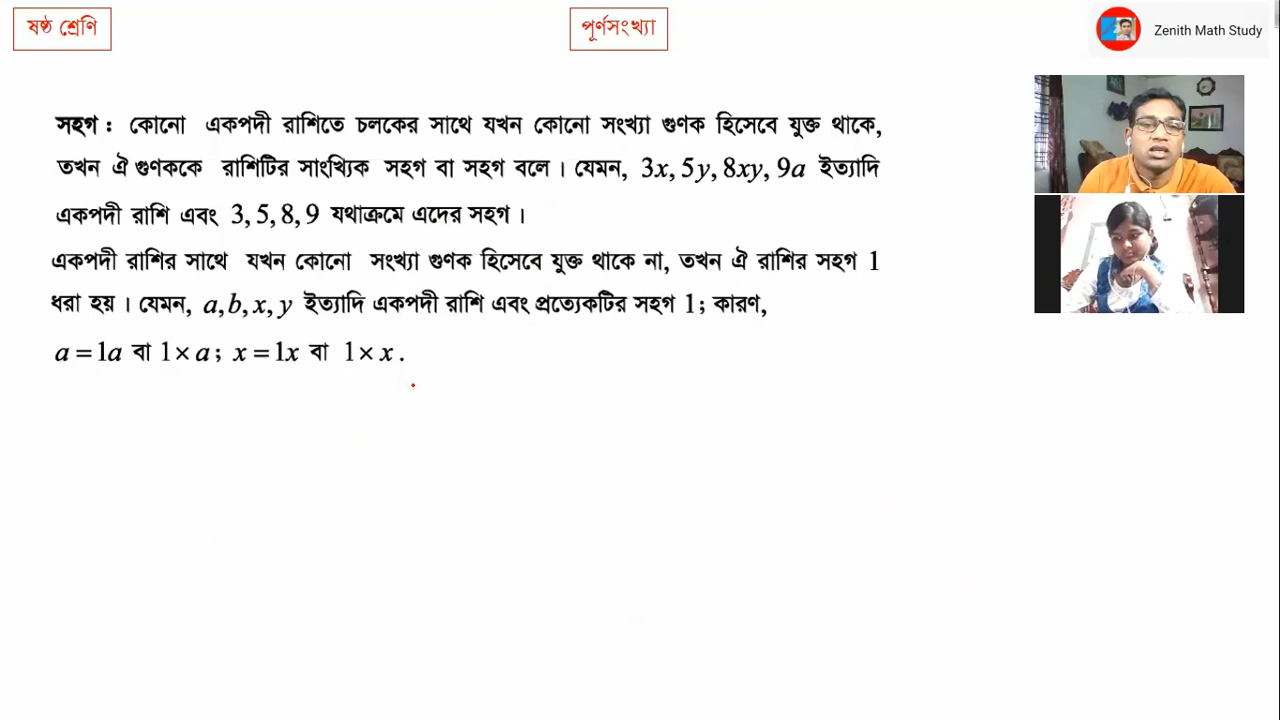 ষষ্ঠ শ্রেণি
পূর্ণসংখ্যা
Zenith Math Study
সহগ : কোনো একপদী রাশিতে চলকের সাথে যখন কোনো সংখ্যা গুণক হিসেবে যুক্ত থাকে,
তখন ঐ গুণককে রাশিটির সাংখ্যিক সহগ বা সহগ বলে । যেমন, 3x, 5y, 8xy, 9a ইত্যাদি
একপদী রাশি এবং 3, 5, 8, 9 যথাক্রমে এদের সহগ ।
একপদী রাশির সাথে যখন কোনো সংখ্যা গুণক হিসেবে যুক্ত থাকে না, তখন ঐ রাশির সহগ 1
ধরা হয় । যেমন, a, b, x, y ইত্যাদি একপদী রাশি এবং প্রত্যেকটির সহগ 1; কারণ,
a = 1a বা 1 × a ; x = 1x বা 1 × x .